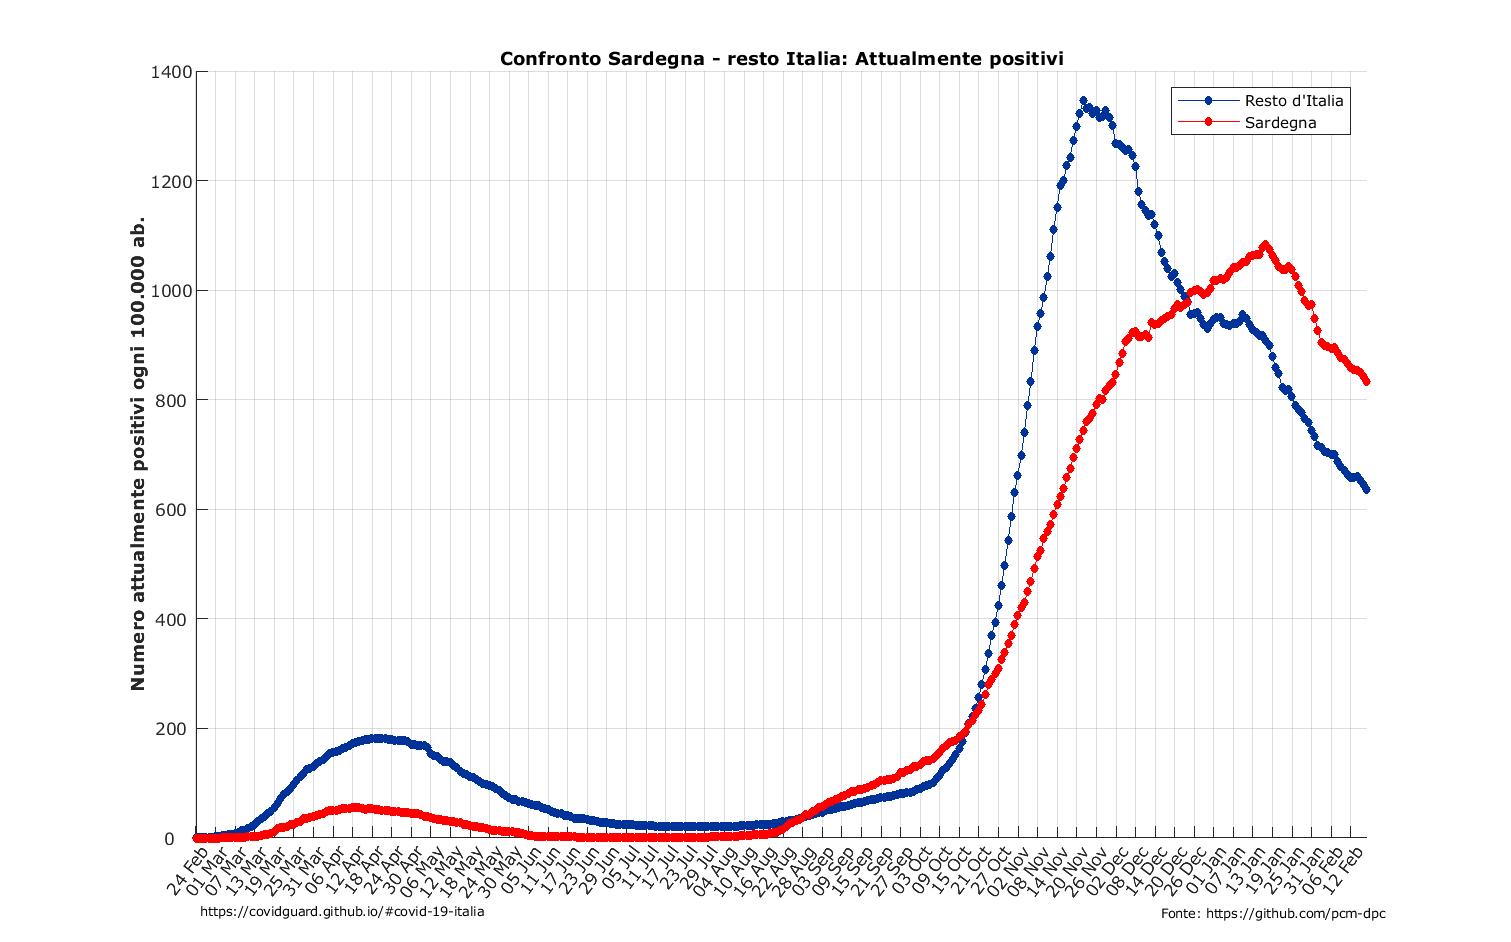 Confronto Sardegna - resto Italia: Attualmente positivi
Numero attualmente positivi ogni 100.000 ab.
1400
1200
1000
800
600
400
200
0
Resto d'Italia
Sardegna
24 Feb
01 Mar
07 Mar
13 Mar
19 Mar
25 Mar
31 Mar
06 Apr
12 Apr
18 Apr
24 Apr
30 Apr
06 May
12 May
18 May
24 May
30 May
05 Jun
11 Jun
17 Jun
23 Jun
29 Jun
05 Jul
11 Jul
17 Jul
23 Jul
29 Jul
04 Aug
10 Aug
16 Aug
22 Aug
28 Aug
03 Sep
09 Sep
15 Sep
21 Sep
27 Sep
03 Oct
09 Oct
15 Oct
21 Oct
27 Oct
02 Nov
08 Nov
14 Nov
20 Nov
26 Nov
02 Dec
08 Dec
14 Dec
20 Dec
26 Dec
01 Jan
07 Jan
13 Jan
19 Jan
25 Jan
31 Jan
06 Feb
12 Feb
https://covidguard.github.io/#covid-19-italia
Fonte: https://github.com/pcm-dpc